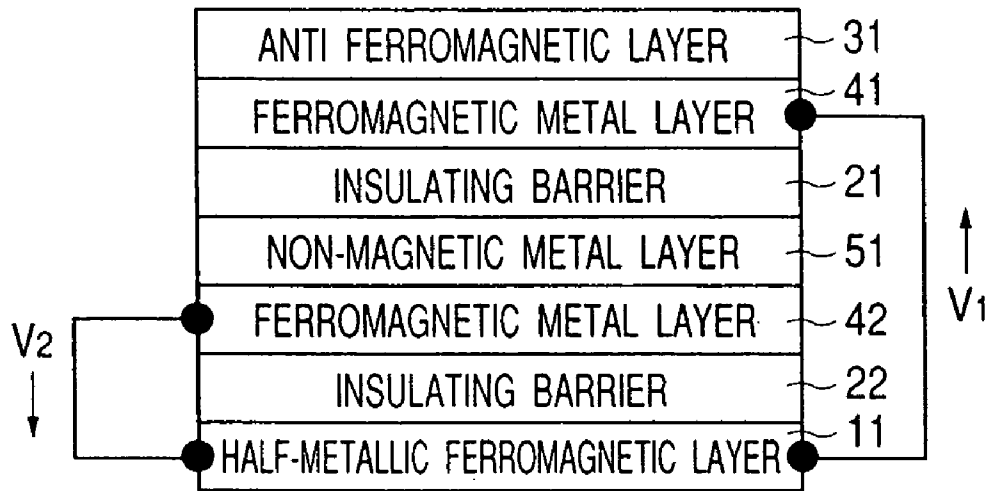 ANTI FERROMAGNETIC LAYER 31
FERROMAGNETIC METAL LAYER 41
INSULATING BARRIER 21
NON-MAGNETIC METAL LAYER 51
FERROMAGNETIC METAL LAYER 42
INSULATING BARRIER 22
HALF-METALLIC FERROMAGNETIC LAYER 11
V1
V2